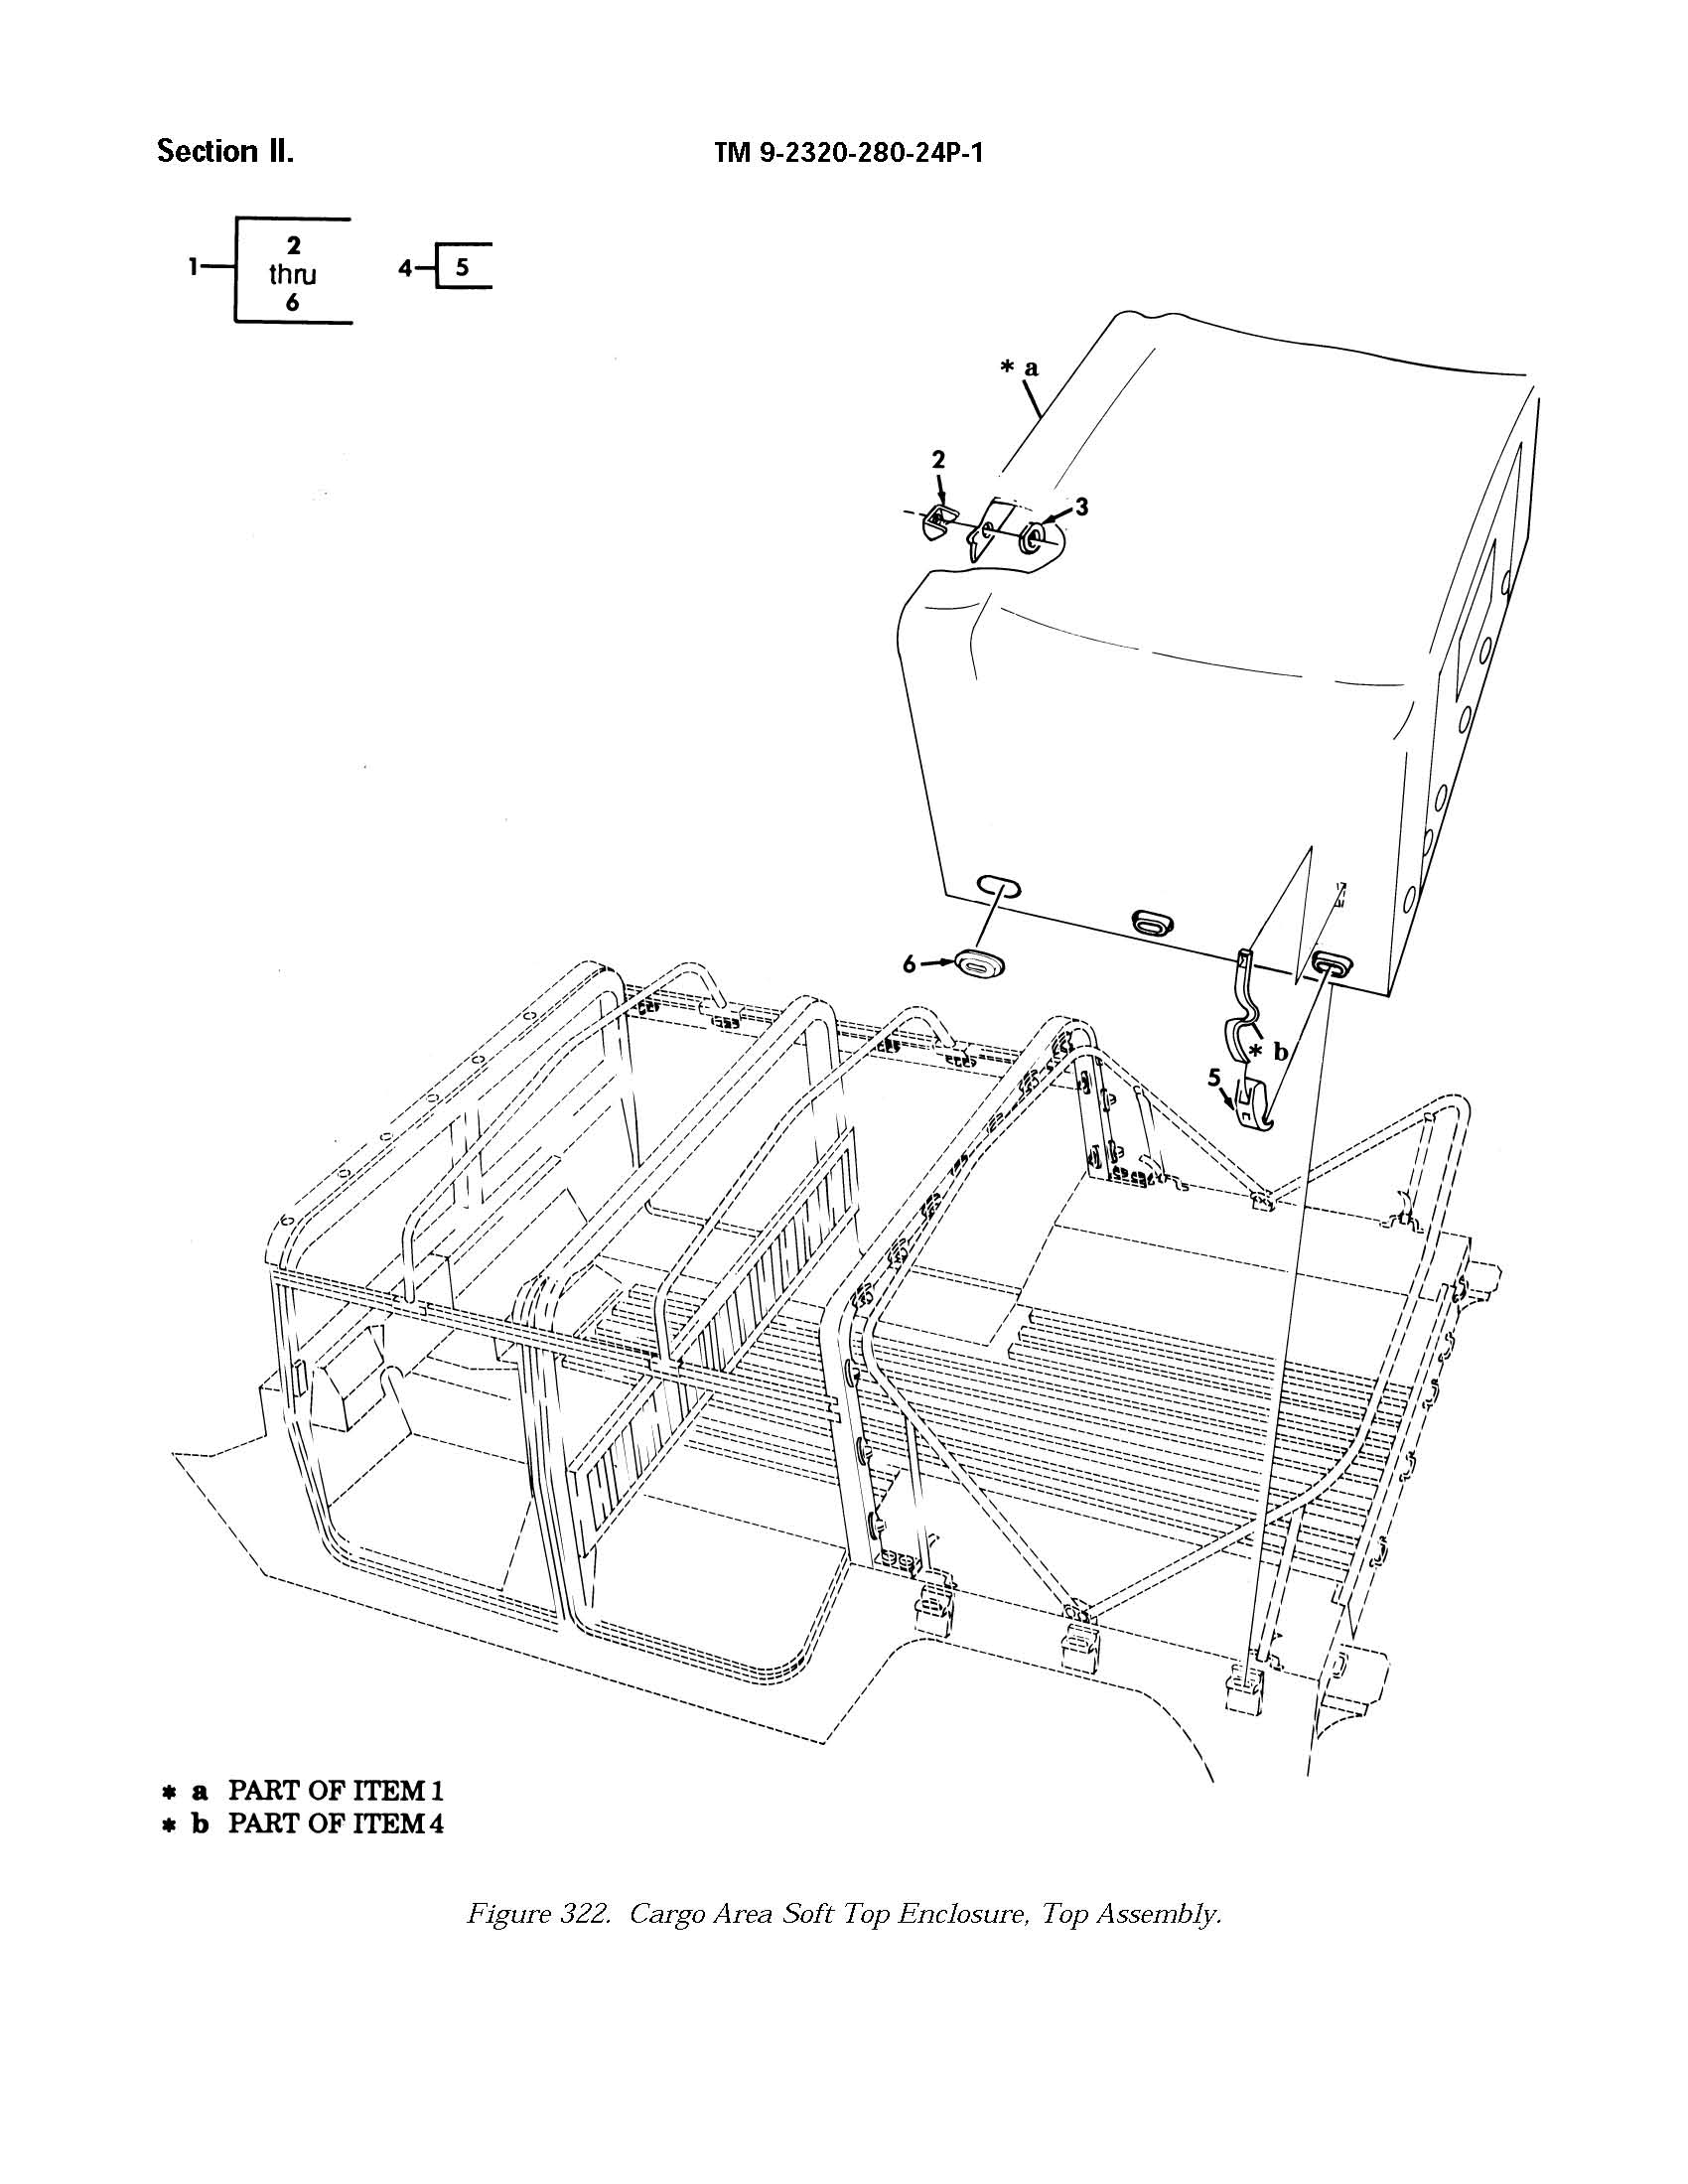 Section II. TM 9-2320-280-24P-1
1 2 thru 6
4 5
* a
2
3
6
* b
5
* a PART OF ITEM 1
* b PART OF ITEM 4
Figure 322. Cargo Area Soft Top Enclosure, Top Assembly.